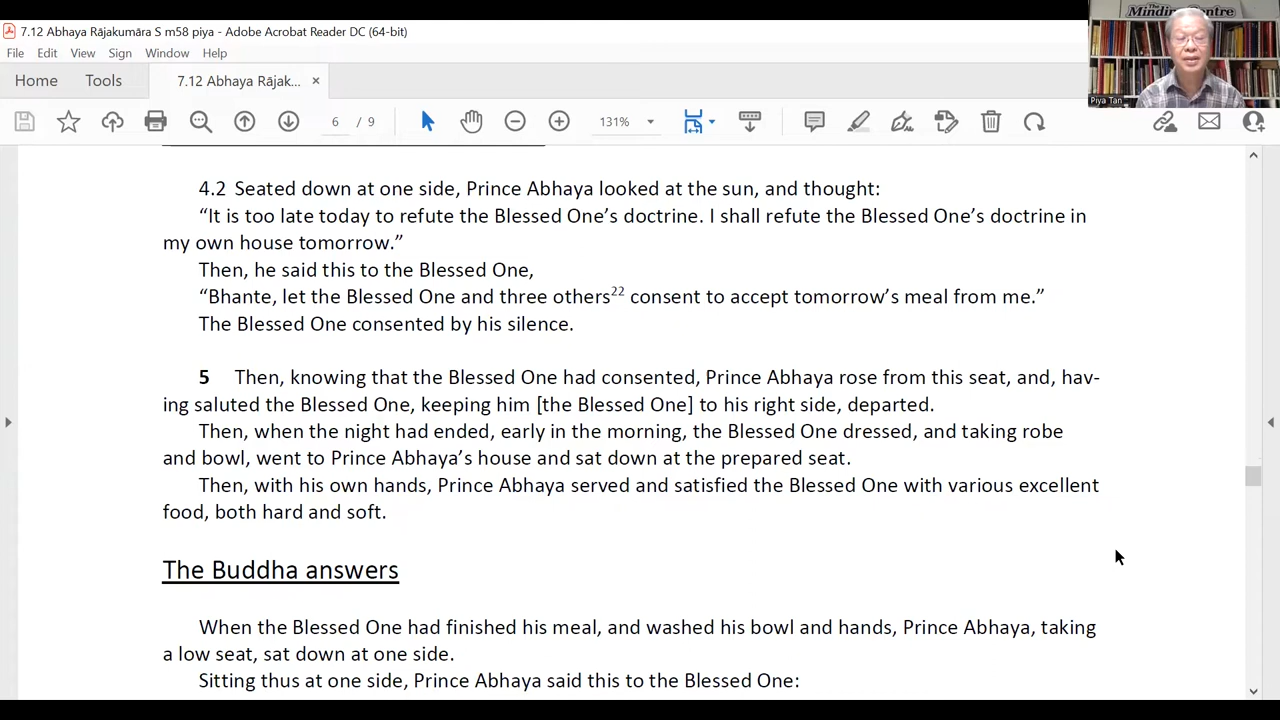 7.12 Abhaya Rājakumāra S m58 piya - Adobe Acrobat Reader DC (64-bit)
File Edit View Sign Window Help
Home Tools 7.12 Abhaya Rājak... ×
6 / 9 131%
The Minding Centre
Piya Tan
4.2 Seated down at one side, Prince Abhaya looked at the sun, and thought:
“It is too late today to refute the Blessed One’s doctrine. I shall refute the Blessed One’s doctrine in
my own house tomorrow.”
Then, he said this to the Blessed One,
“Bhante, let the Blessed One and three others22 consent to accept tomorrow’s meal from me.”
The Blessed One consented by his silence.
5 Then, knowing that the Blessed One had consented, Prince Abhaya rose from this seat, and, hav-
ing saluted the Blessed One, keeping him [the Blessed One] to his right side, departed.
Then, when the night had ended, early in the morning, the Blessed One dressed, and taking robe
and bowl, went to Prince Abhaya’s house and sat down at the prepared seat.
Then, with his own hands, Prince Abhaya served and satisfied the Blessed One with various excellent
food, both hard and soft.
The Buddha answers
When the Blessed One had finished his meal, and washed his bowl and hands, Prince Abhaya, taking
a low seat, sat down at one side.
Sitting thus at one side, Prince Abhaya said this to the Blessed One: